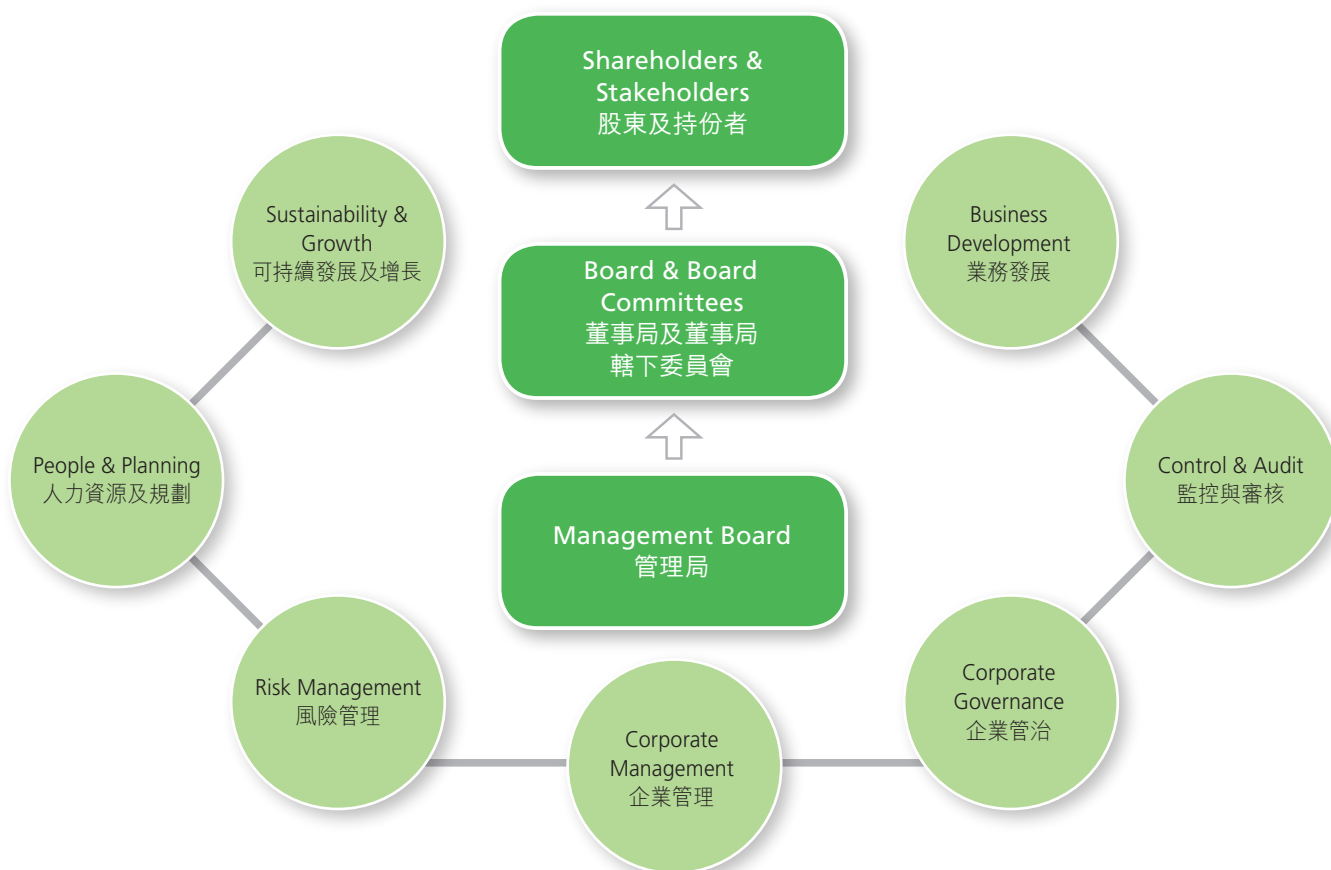 Shareholders &
Stakeholders
股東及持份者
Sustainability &
Growth
可持續發展及增長
Business
Development
業務發展
Board & Board
Committees
董事局及董事局
轄下委員會
People & Planning
人力資源及規劃
Control & Audit
監控與審核
Management Board
管理局
Risk Management
風險管理
Corporate
Governance
企業管治
Corporate
Management
企業管理